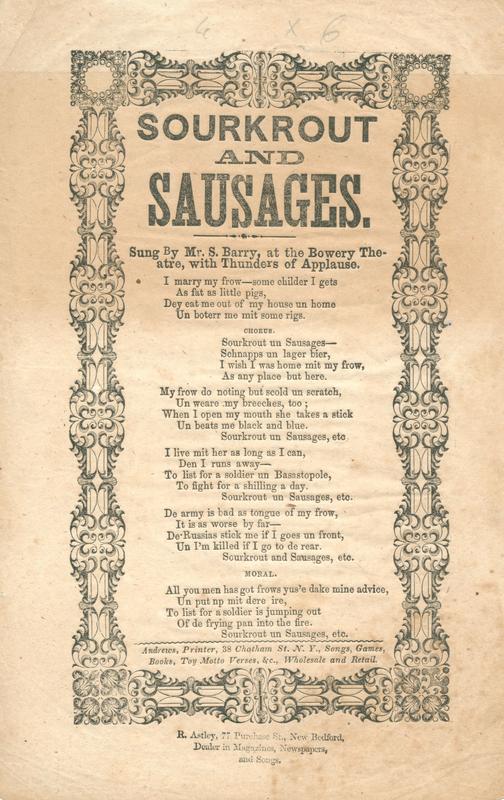 4 x 6
SOURKROUT
AND
SAUSAGES.
Sung By Mr. S. Barry, at the Bowery The-
atre, with Thunders of Applause.
I marry my frow—some childer I gets
As fat as little pigs,
Dey eat me out of my house un home
Un boterr me mit some rigs.
CHORUS.
Sourkrout un Sausages—
Schnapps un lager bier,
I wish I was home mit my frow,
As any place but here.
My frow do noting but scold un scratch,
Un weare my breeches, too;
When I open my mouth she takes a stick
Un beats me black and blue.
Sourkrout un Sausages, etc
I live mit her as long as I can,
Den I runs away—
To list for a soldier un Basastopole,
To fight for a shilling a day.
Sourkrout un Sausages, etc.
De army is bad as tongue of my frow,
It is as worse by far—
De Russias stick me if I goes un front,
Un I'm killed if I go to de rear.
Sourkrout and Sausages, etc.
MORAL.
All you men has got frows yus'e dake mine advice,
Un put np mit dere ire,
To list for a soldier is jumping out
Of de frying pan into the fire.
Sourkrout un Sausages, etc.
Andrews, Printer, 38 Chatham St. N. Y., Songs, Games,
Books, Toy Motto Verses, &c., Wholesale and Retail.
R. Astley, 77 Purchase St., New Bedford,
Dealer in Magazines, Newspapers,
and Songs.